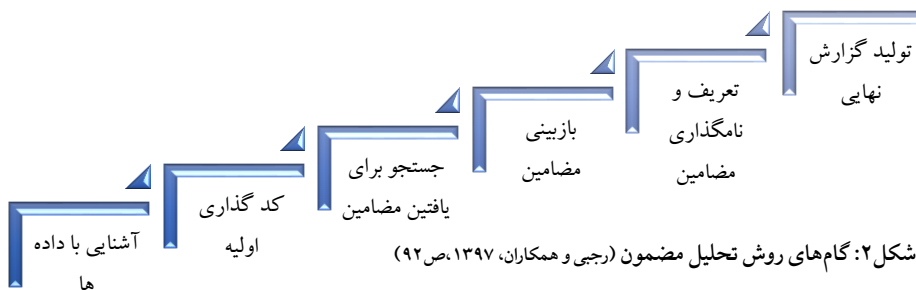 آشنایی با داده
ها
کد گذاری
اولیه
جستجو برای
یافتین مضامین
بازبینی
مضامین
تعریف و
نامگذاری
مضامین
تولید گزارش
نهایی
شکل۲: گام‌های روش تحلیل مضمون (رجبی و همکاران، ۱۳۹۷،ص۹۲)